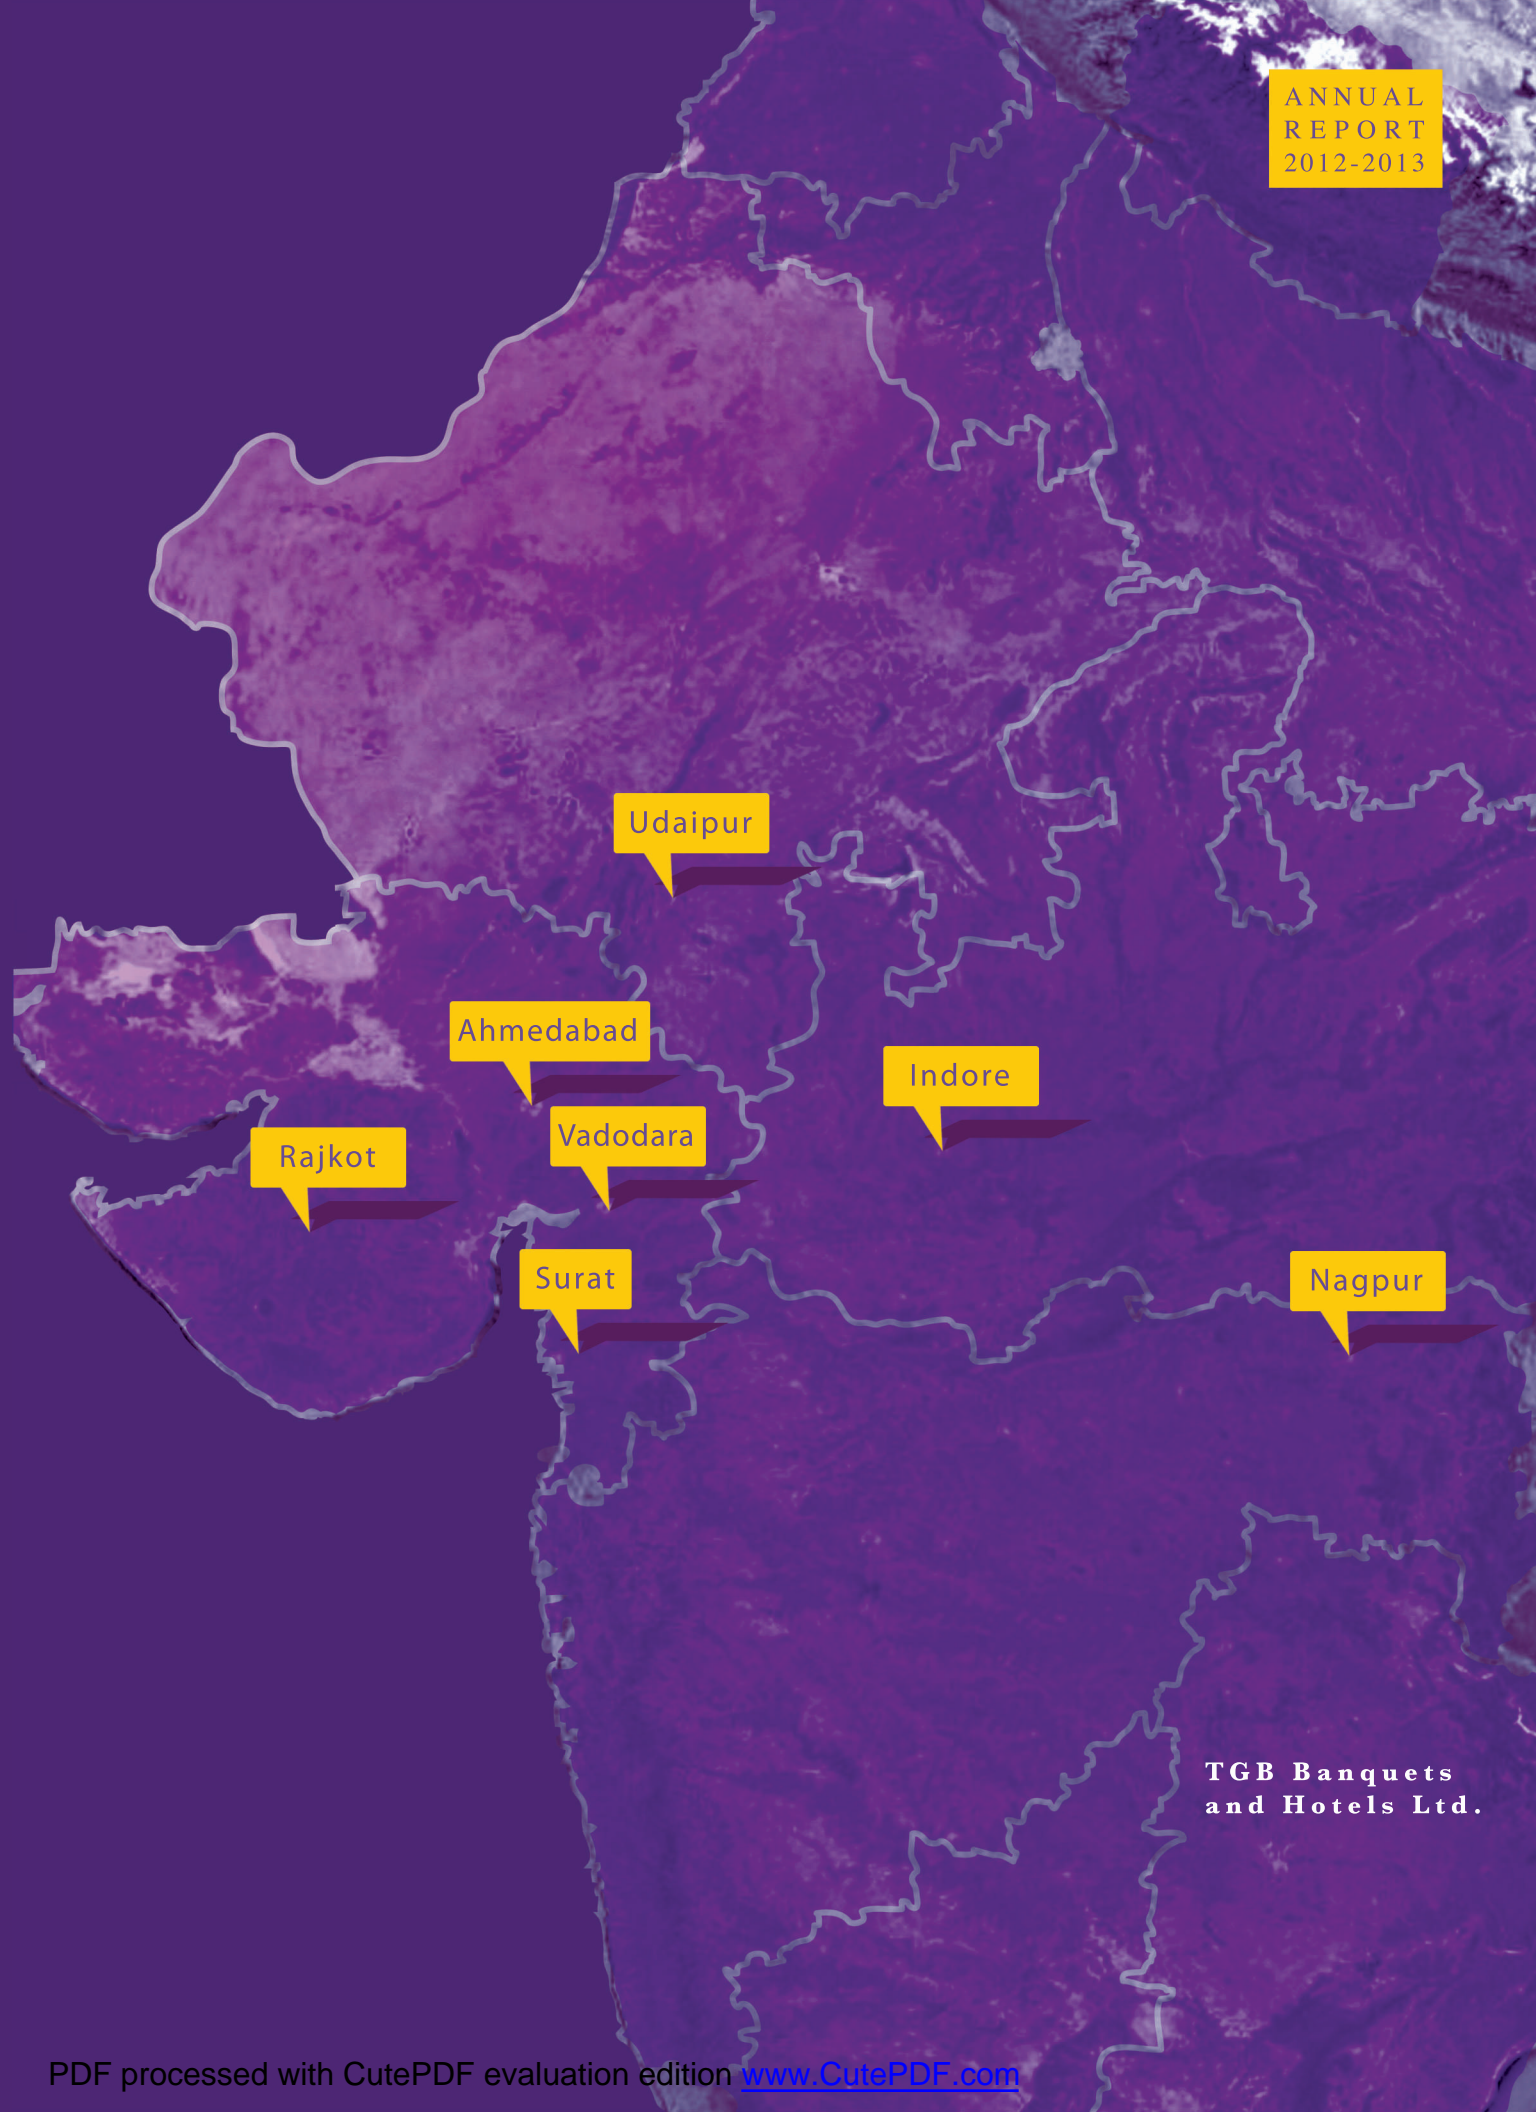 ANNUAL
REPORT
2012-2013
Udaipur
Ahmedabad
Indore
Vadodara
Rajkot
Surat
Nagpur
TGB Banquets
and Hotels Ltd.
PDF processed with CutePDF evaluation edition www.CutePDF.com